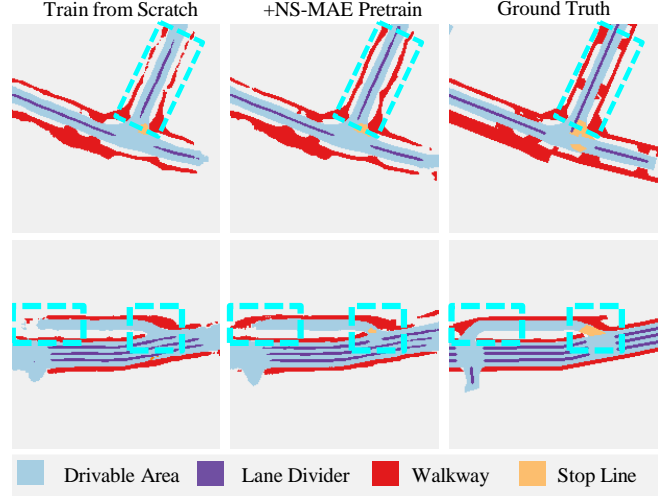 Train from Scratch +NS-MAE Pretrain Ground Truth
Drivable Area Lane Divider Walkway Stop Line